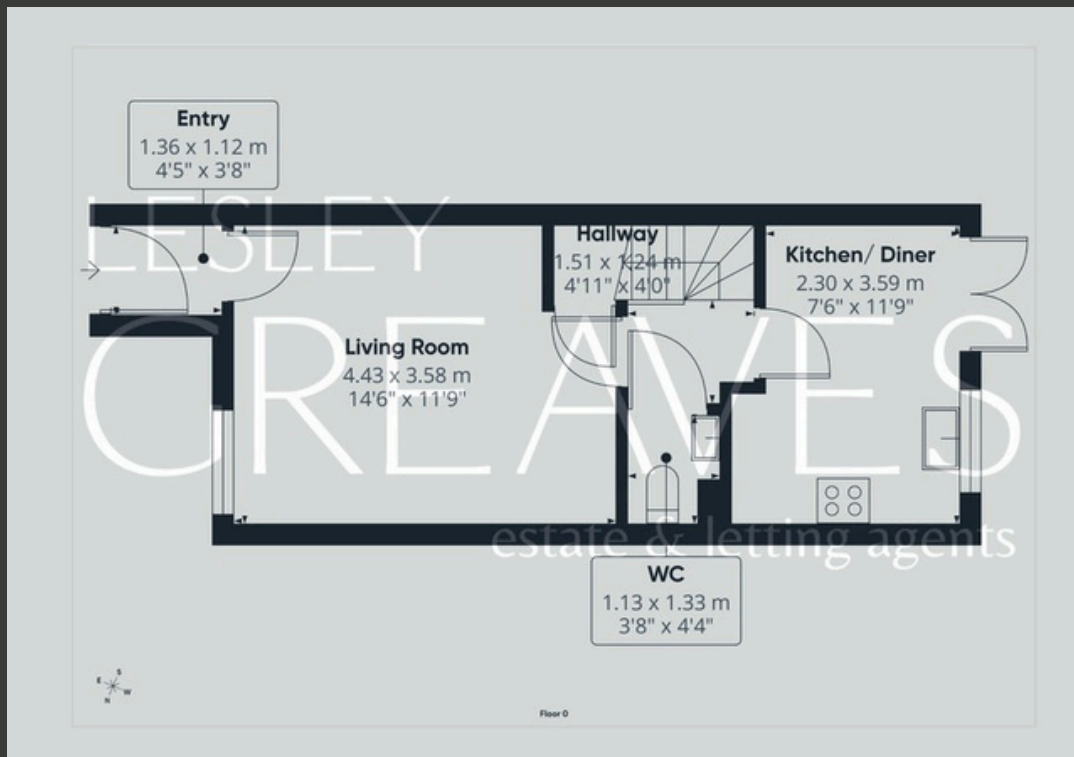 Entry
1.36 x 1.12 m
4'5" x 3'8"
LESLEY
Hallway
1.51 x 1.24 m
4'11" x 4'0"
Kitchen/ Diner
2.30 x 3.59 m
7'6" x 11'9"
Living Room
4.43 x 3.58 m
14'6" x 11'9"
GREAVES
estate & letting agents
WC
1.13 x 1.33 m
3'8" x 4'4"
S
E
W
N
Floor 0